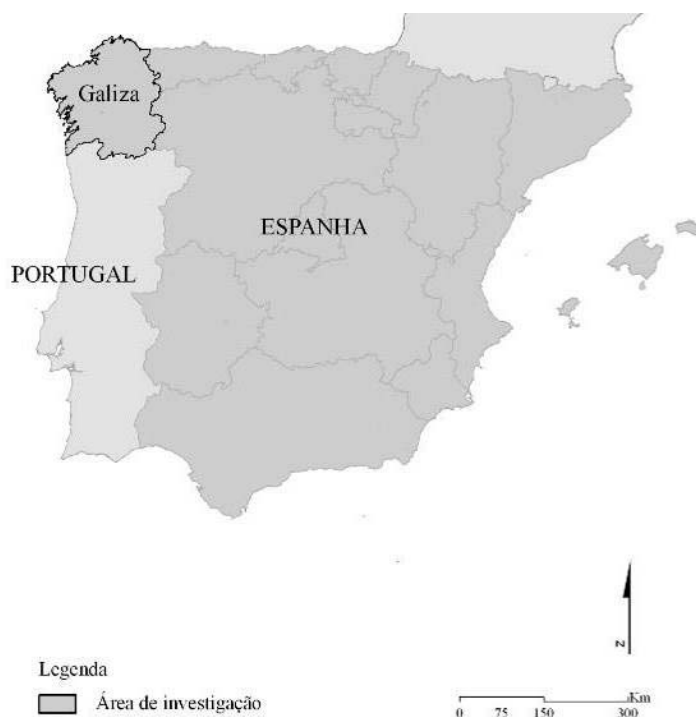 Galiza
ESPANHA
PORTUGAL
N
Legenda
Área de investigação
Km
0 75 150 300